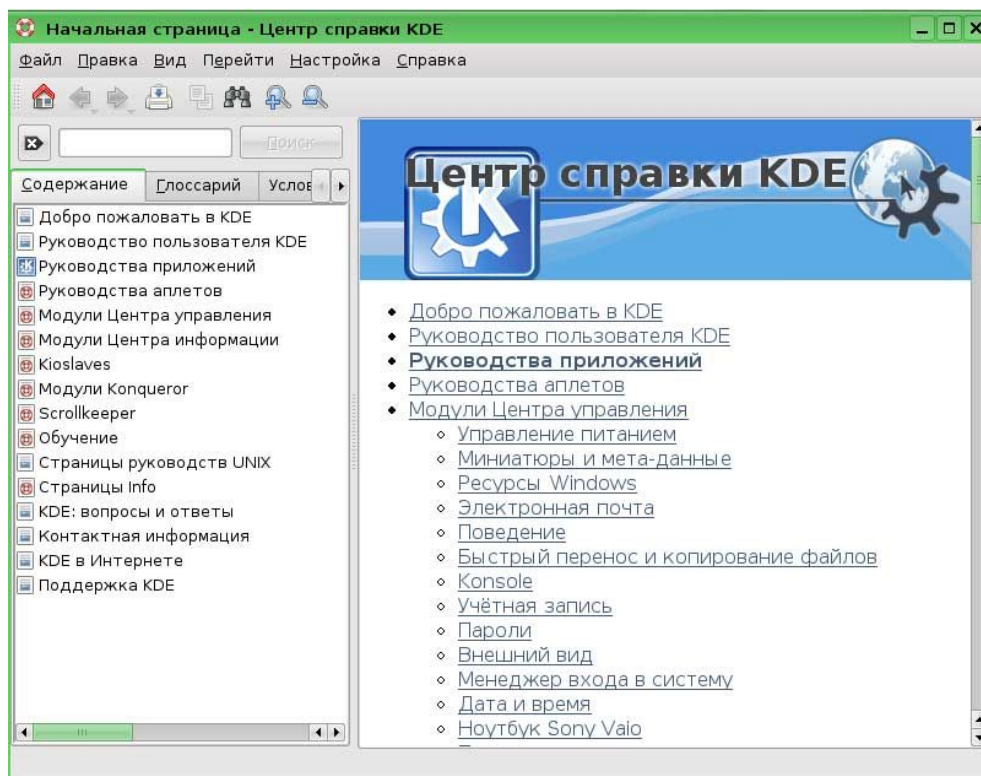 Начальная страница - Центр справки KDE
Файл Правка Вид Перейти Настройка Справка
Поиск
Содержание Глоссарий Услов
Добро пожаловать в KDE
Руководство пользователя KDE
Руководства приложений
Руководства аплетов
Модули Центра управления
Модули Центра информации
Kioslaves
Модули Konqueror
Scrollkeeper
Обучение
Страницы руководств UNIX
Страницы Info
KDE: вопросы и ответы
Контактная информация
KDE в Интернете
Поддержка KDE
Центр справки KDE
K
Добро пожаловать в KDE
Руководство пользователя KDE
Руководства приложений
Руководства аплетов
Модули Центра управления
Управление питанием
Миниатюры и мета-данные
Ресурсы Windows
Электронная почта
Поведение
Быстрый перенос и копирование файлов
Konsole
Учётная запись
Пароли
Внешний вид
Менеджер входа в систему
Дата и время
Ноутбук Sony Vaio